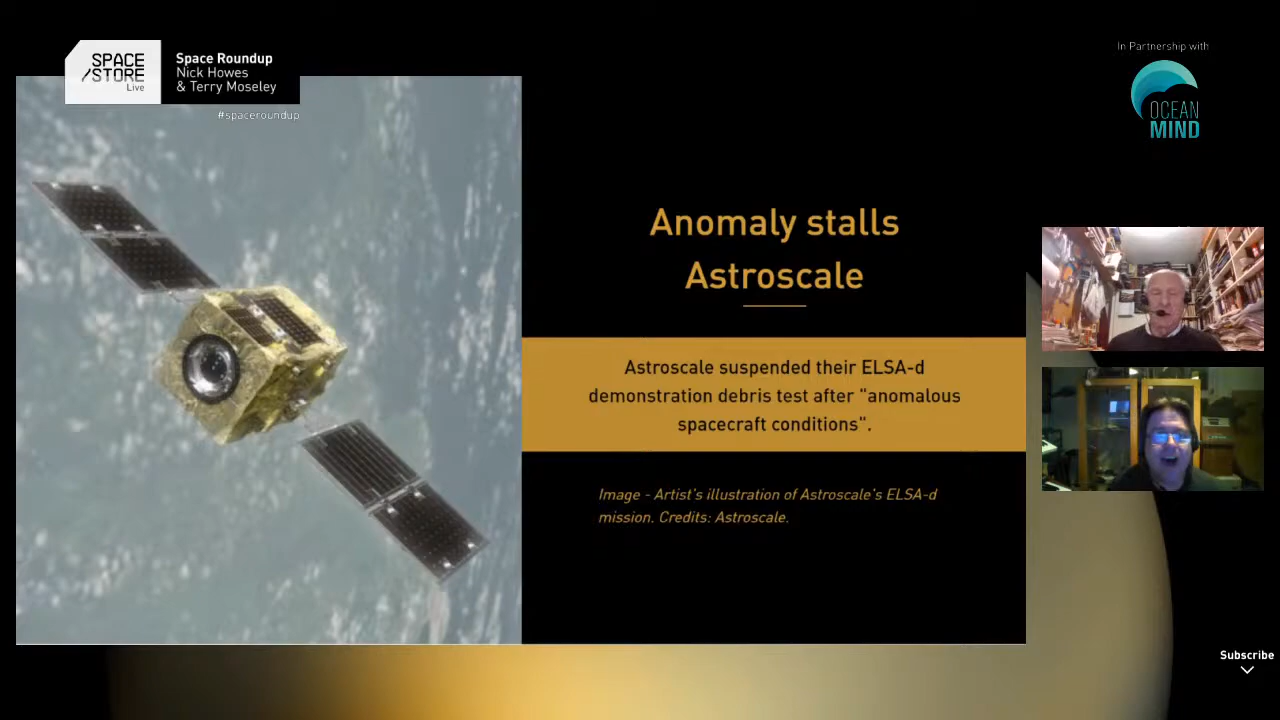 SPACE
/STORE
Live
Space Roundup
Nick Howes
& Terry Moseley
#spaceroundup
In Partnership with
OCEAN
MIND
Anomaly stalls
Astroscale
Astroscale suspended their ELSA-d
demonstration debris test after "anomalous
spacecraft conditions".
Image - Artist's illustration of Astroscale's ELSA-d
mission. Credits: Astroscale.
Subscribe